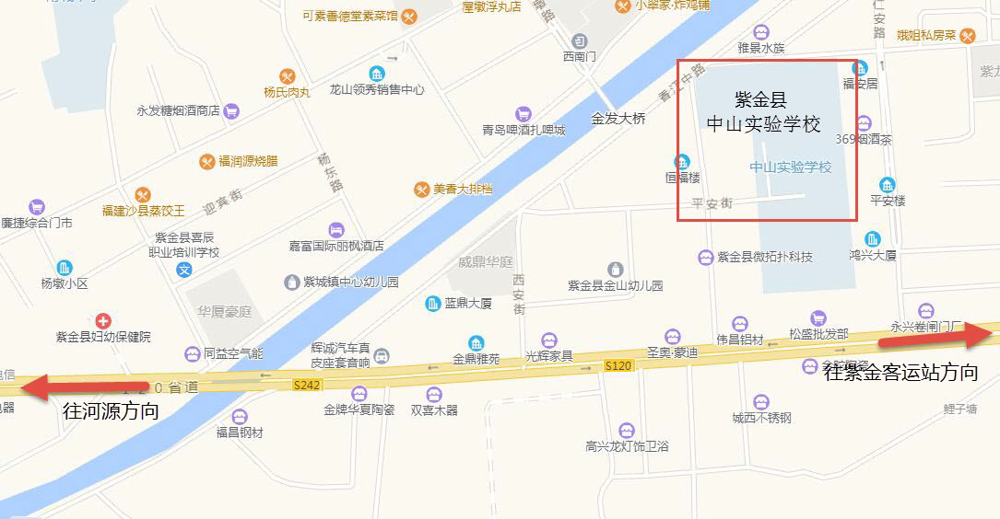 可素善德堂素菜馆
屋墩浮丸店
小翠家·炸鸡铺
仁安路
雅景水族
娥姐私房菜
西南门
龙山领秀销售中心
杨氏肉丸
香江中路
福安居
永发糖烟酒商店
青岛啤酒扎啤城
金发大桥
紫金县
中山实验学校
369烟酒茶
福润源烧腊
杨东路
恒福楼
中山实验学校
美香大排档
迎宾街
福建沙县蒸饺王
平安街
平安楼
廉捷综合门市
紫金县喜辰
职业培训学校
嘉富国际丽枫酒店
威鼎华庭
紫金县微拓扑科技
鸿兴大厦
杨墩小区
紫城镇中心幼儿园
西安街
紫金县金山幼儿园
华厦豪庭
蓝鼎大厦
紫金县妇幼保健院
永兴卷闸门厂
伟昌铝材
松盛批发部
同益空气能
辉诚汽车真
皮座套音响
金鼎雅苑
光辉家具
圣奥·蒙迪
S120
往紫金客运站方向
电信
120省道
S242
往河源方向
金牌华夏陶瓷
双喜木器
鲤子塘
福昌钢材
城西不锈钢
高兴龙灯饰卫浴